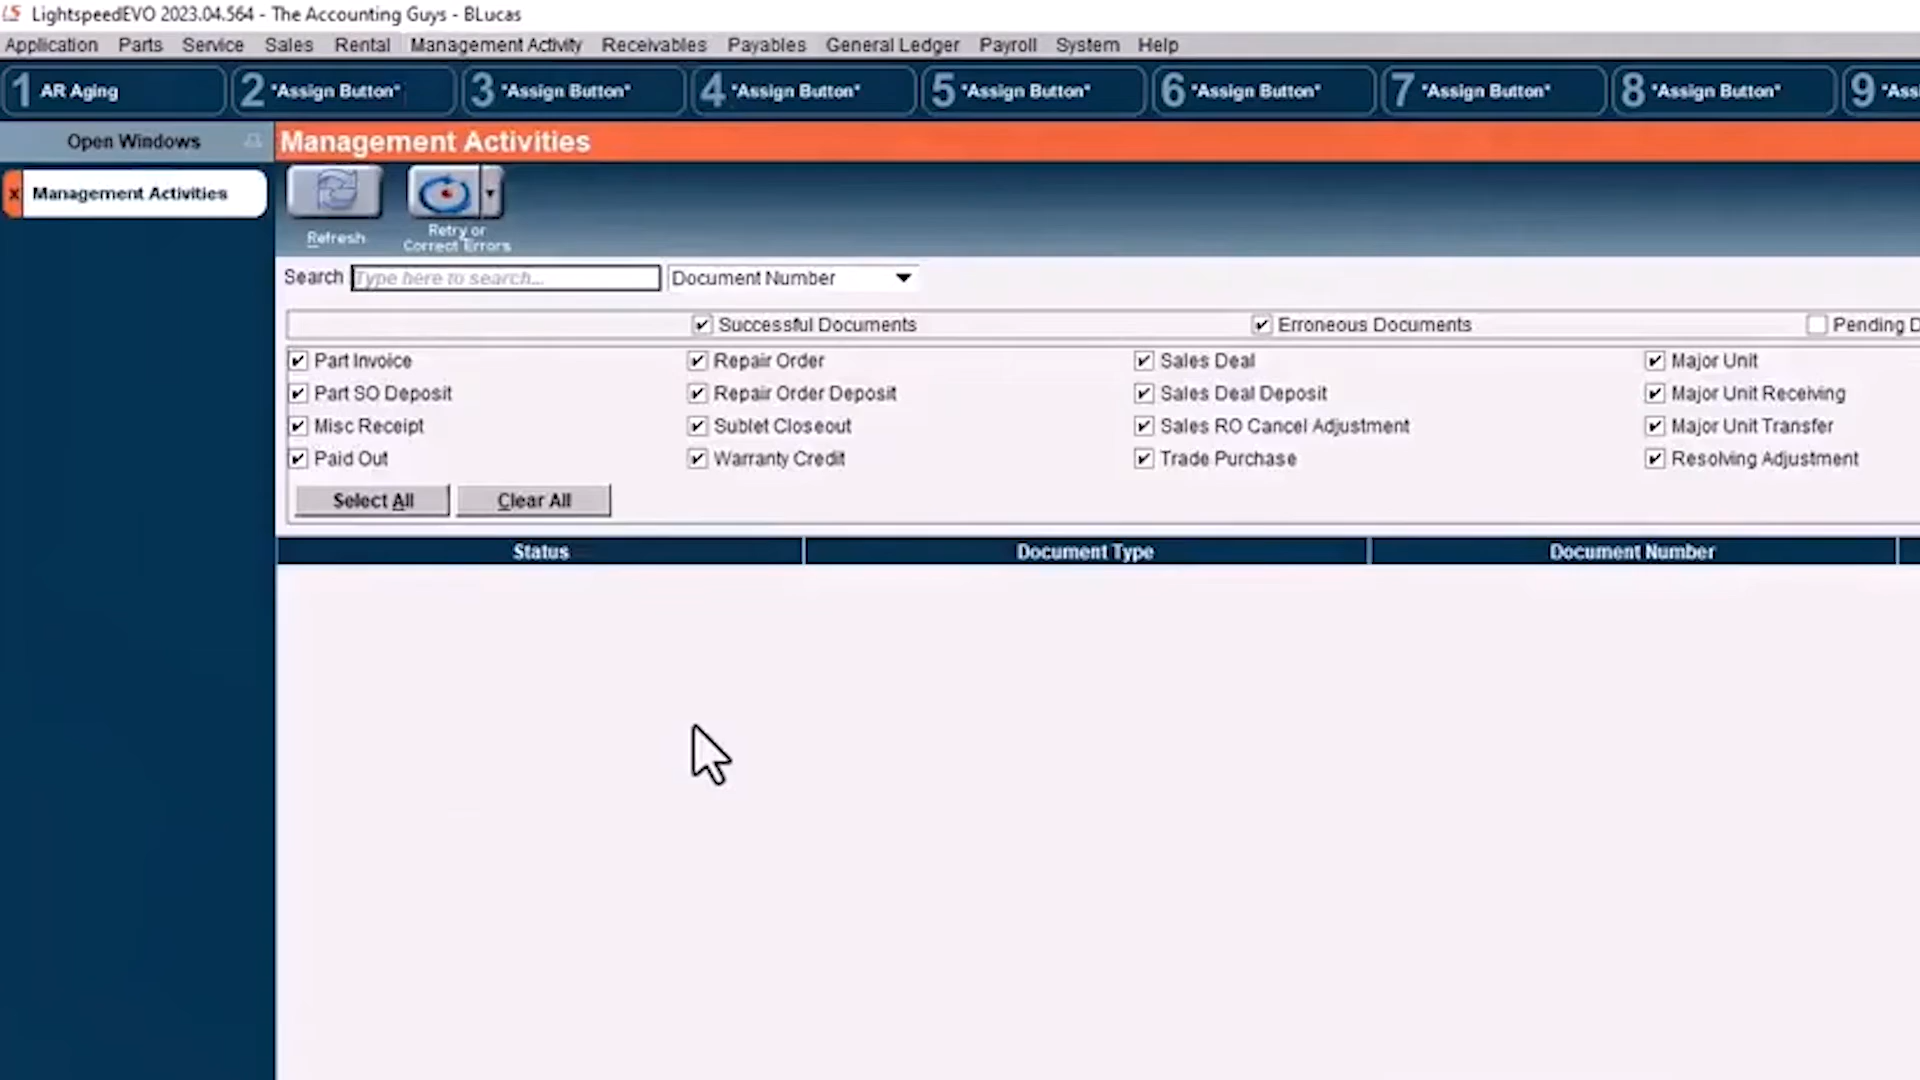 LS LightspeedEVO 2023.04.564 - The Accounting Guys - BLucas
Application Parts Service Sales Rental Management Activity Receivables Payables General Ledger Payroll System Help
1 AR Aging 2 *Assign Button* 3 *Assign Button* 4 *Assign Button* 5 *Assign Button* 6 *Assign Button* 7 *Assign Button* 8 *Assign Button* 9 *Ass
Open Windows Management Activities
x Management Activities
Refresh Retry or
Correct Errors
Search Type here to search... Document Number
Successful Documents Erroneous Documents Pending D
Part Invoice Repair Order Sales Deal Major Unit
Part SO Deposit Repair Order Deposit Sales Deal Deposit Major Unit Receiving
Misc Receipt Sublet Closeout Sales RO Cancel Adjustment Major Unit Transfer
Paid Out Warranty Credit Trade Purchase Resolving Adjustment
Select All Clear All
Status Document Type Document Number